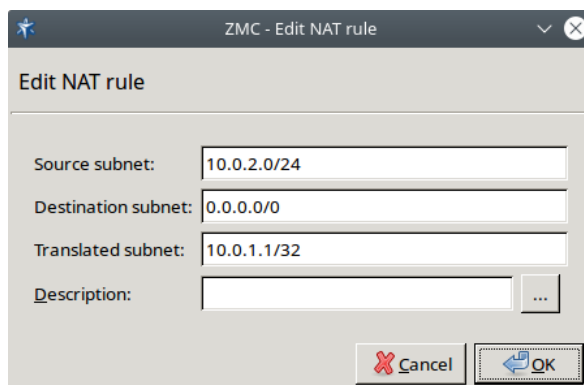 ZMC - Edit NAT rule
Edit NAT rule
Source subnet: 10.0.2.0/24
Destination subnet: 0.0.0.0/0
Translated subnet: 10.0.1.1/32
Description: ...
Cancel OK